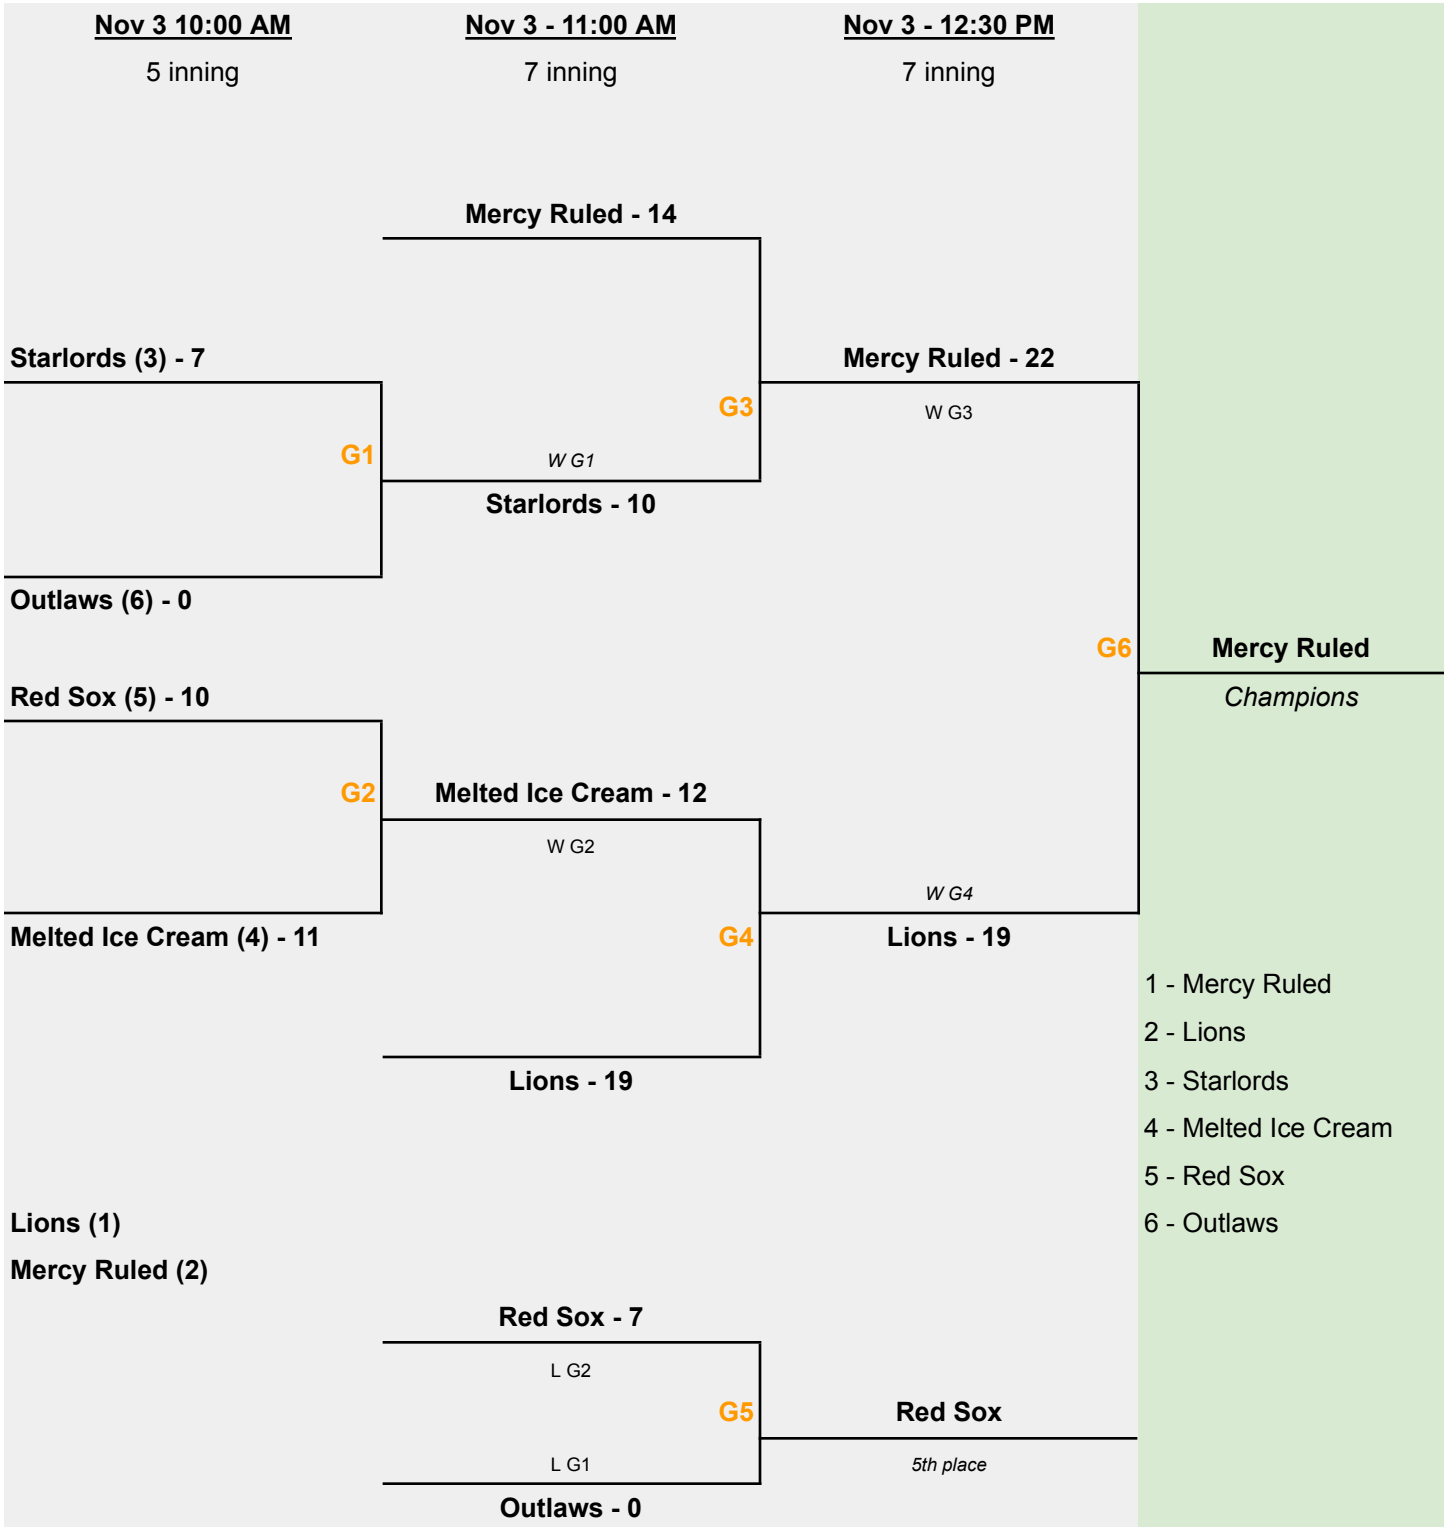 Nov 3 10:00 AM
Nov 3 - 11:00 AM
Nov 3 - 12:30 PM
5 inning
7 inning
7 inning
Mercy Ruled - 14
Starlords (3) - 7
Mercy Ruled - 22
G3
W G3
G1
W G1
Starlords - 10
Outlaws (6) - 0
G6
Mercy Ruled
Red Sox (5) - 10
Champions
G2
Melted Ice Cream - 12
W G2
W G4
Melted Ice Cream (4) - 11
G4
Lions - 19
1 - Mercy Ruled
2 - Lions
Lions - 19
3 - Starlords
4 - Melted Ice Cream
5 - Red Sox
Lions (1)
6 - Outlaws
Mercy Ruled (2)
Red Sox - 7
L G2
G5
Red Sox
L G1
5th place
Outlaws - 0